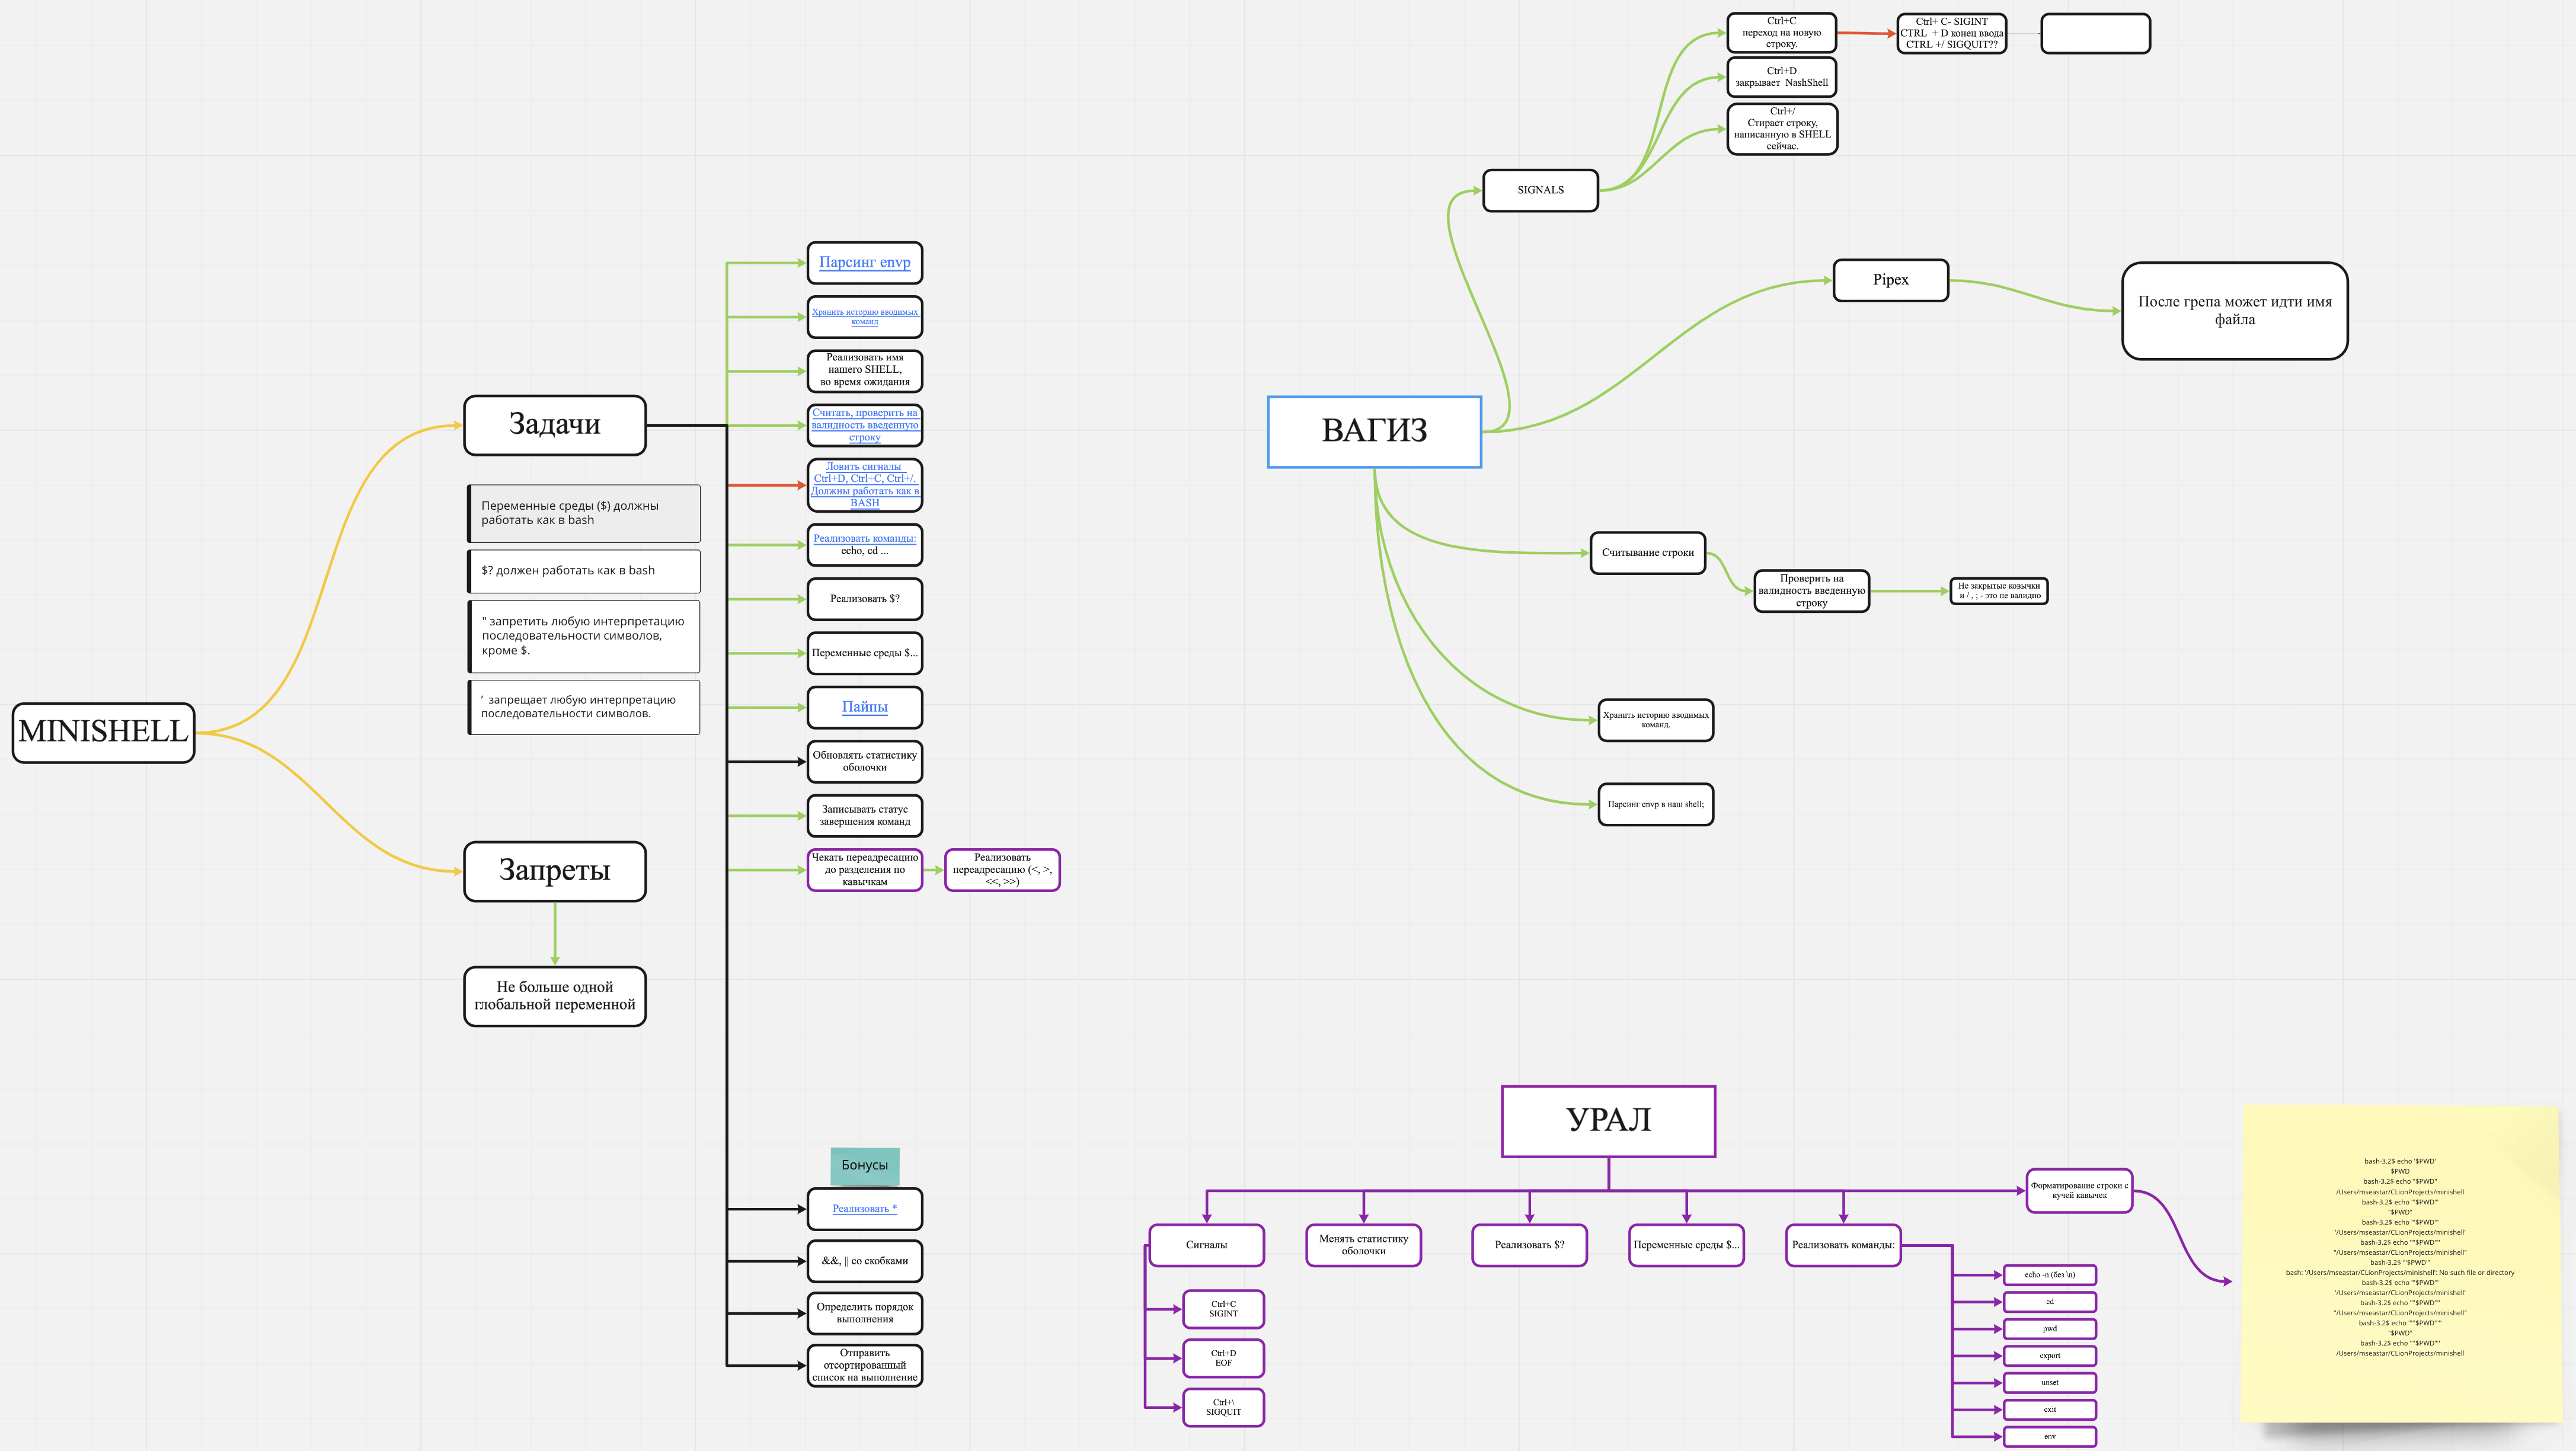 MINISHELL
Задачи
Переменные среды ($) должны
работать как в bash
$? должен работать как в bash
" запретить любую интерпретацию
последовательности символов,
кроме $.
’ запрещает любую интерпретацию
последовательности символов.
Запреты
Не больше одной
глобальной переменной
Парсинг envp
Хранить историю вводимых
команд
Реализовать имя
нашего SHELL,
во время ожидания
Считать, проверить на
валидность введенную
строку
Ловить сигналы
Ctrl+D, Ctrl+C, Ctrl+/.
Должны работать как в
BASH
Реализовать команды:
echo, cd ...
Реализовать $?
Переменные среды $...
Пайпы
Обновлять статистику
оболочки
Записывать статус
завершения команд
Чекать переадресацию
до разделения по
кавычкам
Реализовать
переадресацию (<, >,
<<, >>)
Бонусы
Реализовать *
&&, || со скобками
Определить порядок
выполнения
Отправить
отсортированный
список на выполнение
ВАГИЗ
SIGNALS
Ctrl+C
переход на новую
строку.
Ctrl+ C- SIGINT
CTRL + D конец ввода
CTRL +/ SIGQUIT??
Ctrl+D
закрывает NashShell
Ctrl+/
Стирает строку,
написанную в SHELL
сейчас.
Pipex
После грепа может идти имя
файла
Считывание строки
Проверить на
валидность введенную
строку
Не закрытые ковычки
и / , ; - это не валидно
Хранить историю вводимых
команд.
Парсинг envp в наш shell;
УРАЛ
Сигналы
Ctrl+C
SIGINT
Ctrl+D
EOF
Ctrl+\
SIGQUIT
Менять статистику
оболочки
Реализовать $?
Переменные среды $...
Реализовать команды:
echo -n (без \n)
cd
pwd
export
unset
exit
env
Форматирование строки с
кучей кавычек
bash-3.2$ echo '$PWD'
$PWD
bash-3.2$ echo "$PWD"
/Users/mseastar/CLionProjects/minishell
bash-3.2$ echo '"$PWD"'
"$PWD"
bash-3.2$ echo "'$PWD'"
'/Users/mseastar/CLionProjects/minishell'
bash-3.2$ echo '"'$PWD'"'
"/Users/mseastar/CLionProjects/minishell"
bash-3.2$ "'$PWD'"
bash: '/Users/mseastar/CLionProjects/minishell': No such file or directory
bash-3.2$ echo "'$PWD'"
'/Users/mseastar/CLionProjects/minishell'
bash-3.2$ echo '"'$PWD'"'
"/Users/mseastar/CLionProjects/minishell"
bash-3.2$ echo ''"$PWD"''
"$PWD"
bash-3.2$ echo ''"$PWD"''
/Users/mseastar/CLionProjects/minishell